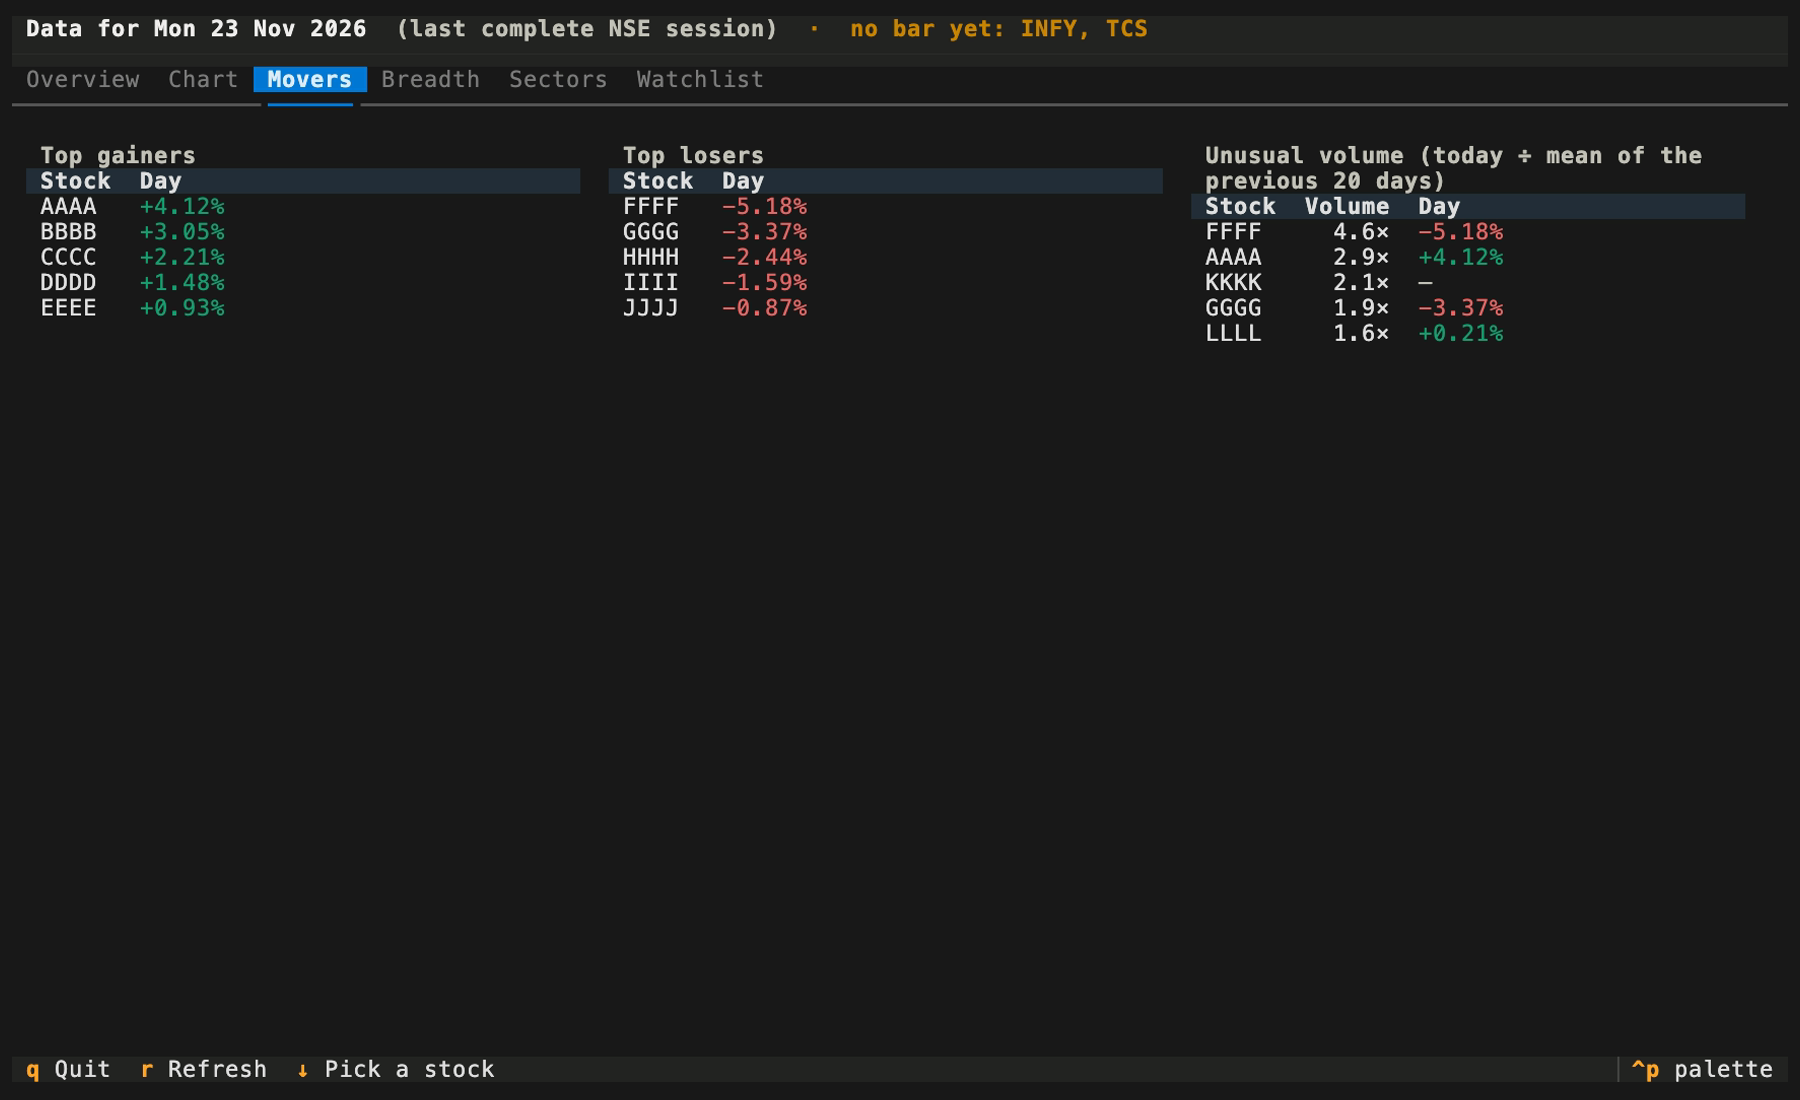 Data for Mon 23 Nov 2026 (last complete NSE session) · no bar yet: INFY, TCS
Overview Chart Movers Breadth Sectors Watchlist
Top gainers
Stock Day
AAAA +4.12%
BBBB +3.05%
CCCC +2.21%
DDDD +1.48%
EEEE +0.93%
Top losers
Stock Day
FFFF −5.18%
GGGG −3.37%
HHHH −2.44%
IIII −1.59%
JJJJ −0.87%
Unusual volume (today ÷ mean of the
previous 20 days)
Stock Volume Day
FFFF 4.6× −5.18%
AAAA 2.9× +4.12%
KKKK 2.1× —
GGGG 1.9× −3.37%
LLLL 1.6× +0.21%
q Quit r Refresh ↓ Pick a stock ^p palette